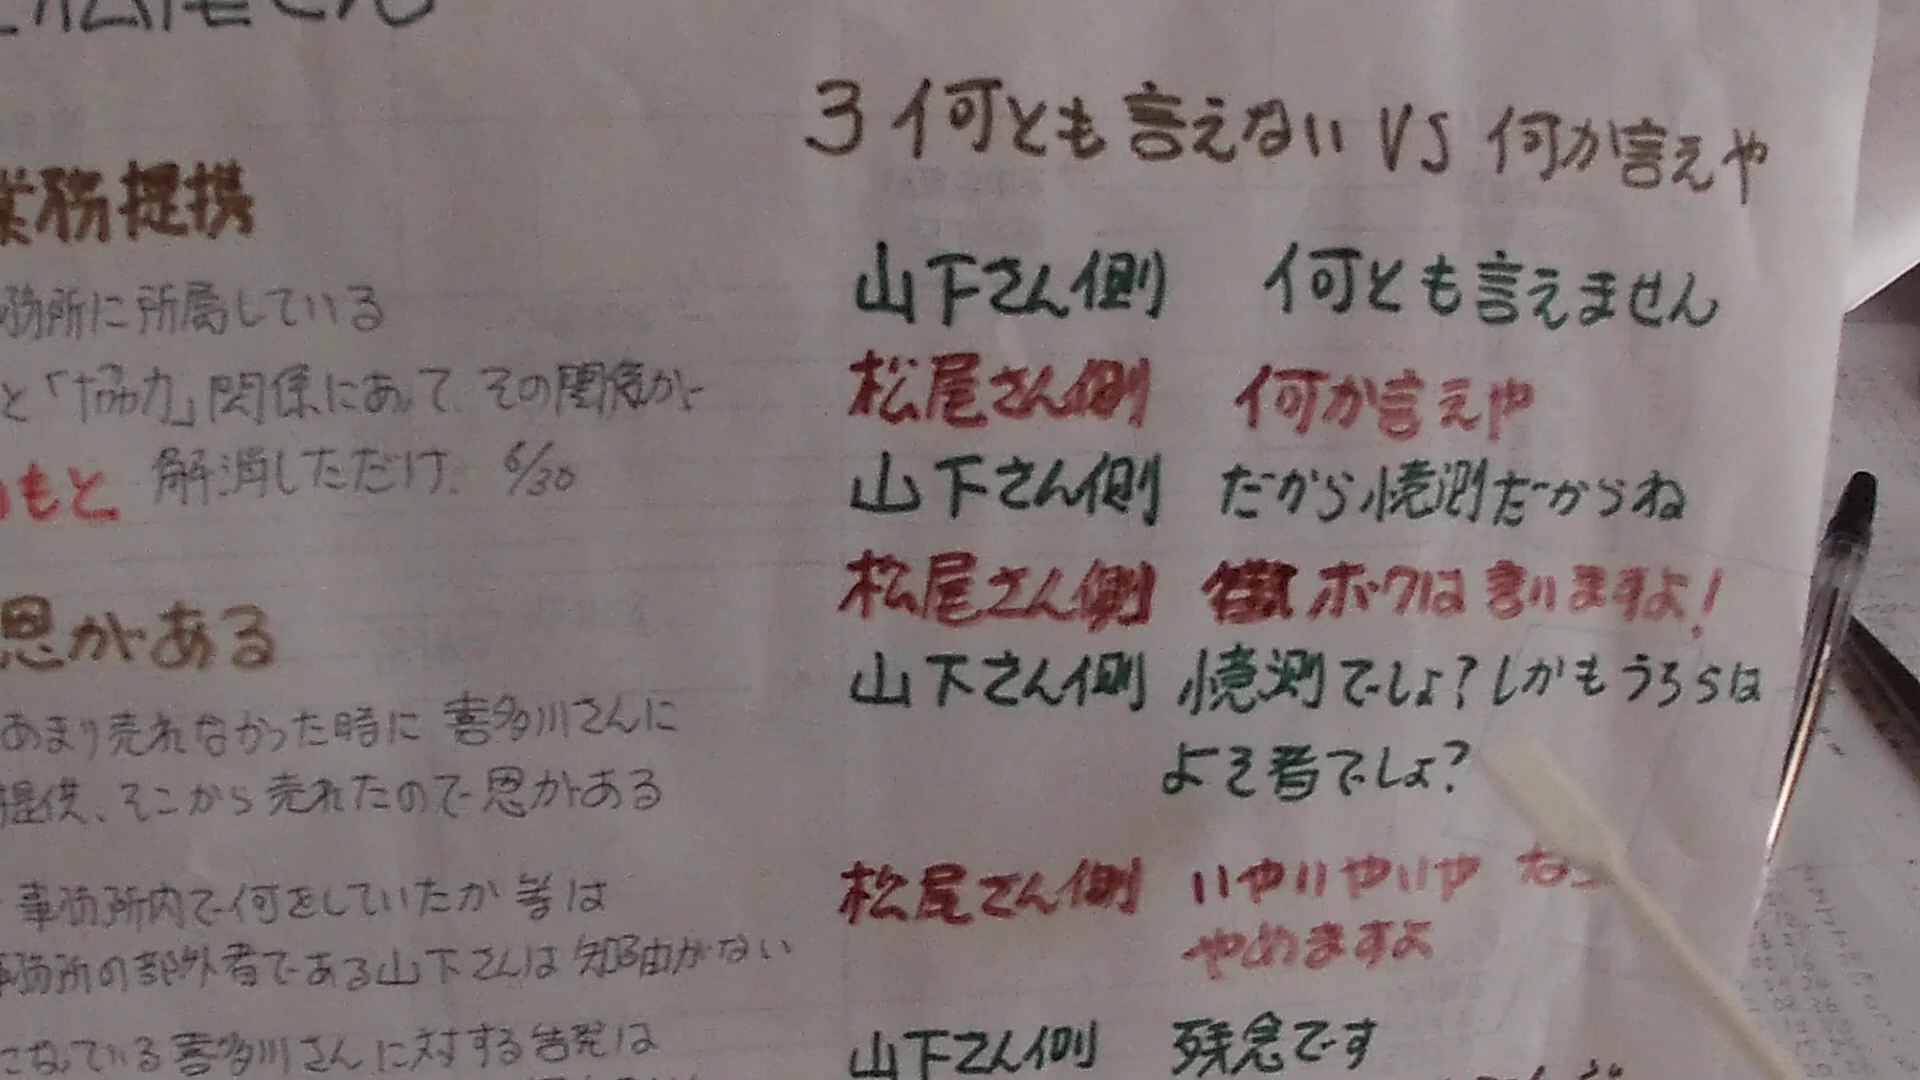 松尾さん
業務提携
務所に所属している
と「協力」関係にあって その関係が
もと 解消しただけ. 6/30
恩がある
あまり売れなかった時に 喜多川さんに
提供、そこから売れたので恩がある
事務所内で何をしていたか 等は
務所の部外者である山下さんは 知る由がない
になっている喜多川さんに対する告発は
3 何とも言えない VS 何か言えや
山下さん側 何とも言えません
松尾さん側 何か言えや
山下さん側 だから憶測だからね
松尾さん側 ボクは言いますよ!
山下さん側 憶測でしょ?しかもうちらは
よそ者でしょ?
松尾さん側 いやいやいや
やめますよ
山下さん側 残念です